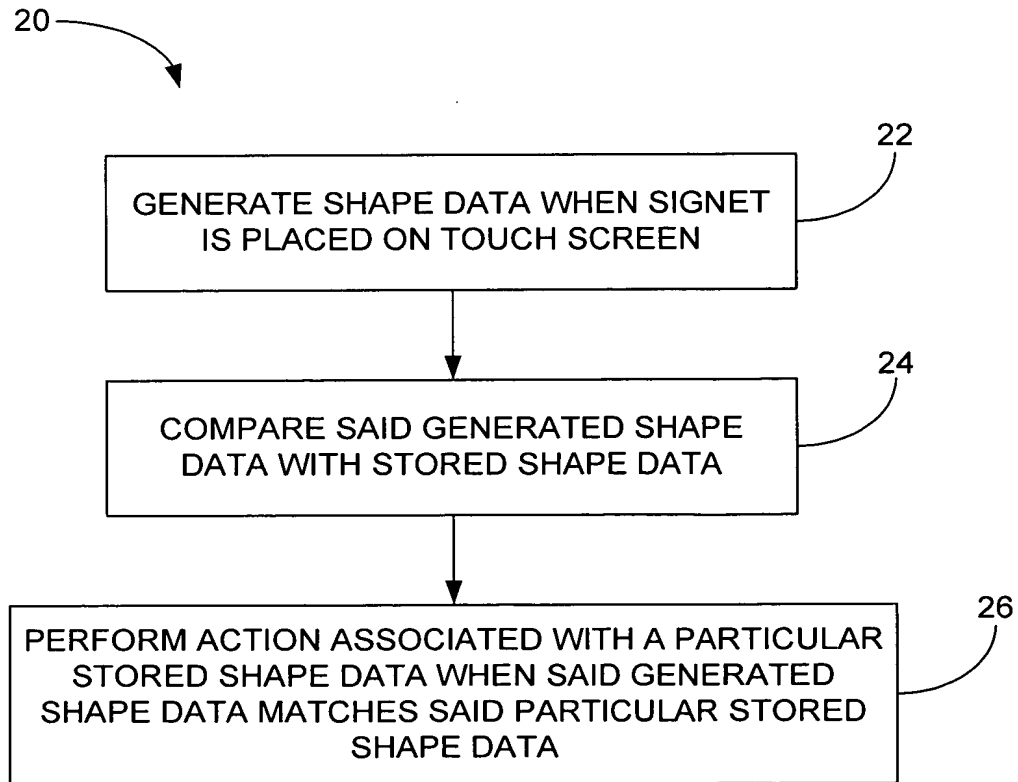 20
22
GENERATE SHAPE DATA WHEN SIGNET
IS PLACED ON TOUCH SCREEN
24
COMPARE SAID GENERATED SHAPE
DATA WITH STORED SHAPE DATA
26
PERFORM ACTION ASSOCIATED WITH A PARTICULAR
STORED SHAPE DATA WHEN SAID GENERATED
SHAPE DATA MATCHES SAID PARTICULAR STORED
SHAPE DATA